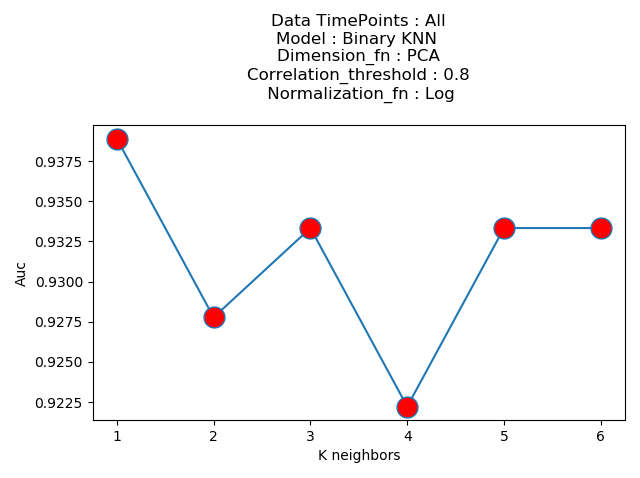 Data TimePoints : All
Model : Binary KNN
Dimension_fn : PCA
Correlation_threshold : 0.8
Normalization_fn : Log
0.9375
0.9350
0.9325
0.9300
0.9275
0.9250
0.9225
Auc
1 2 3 4 5 6
K neighbors